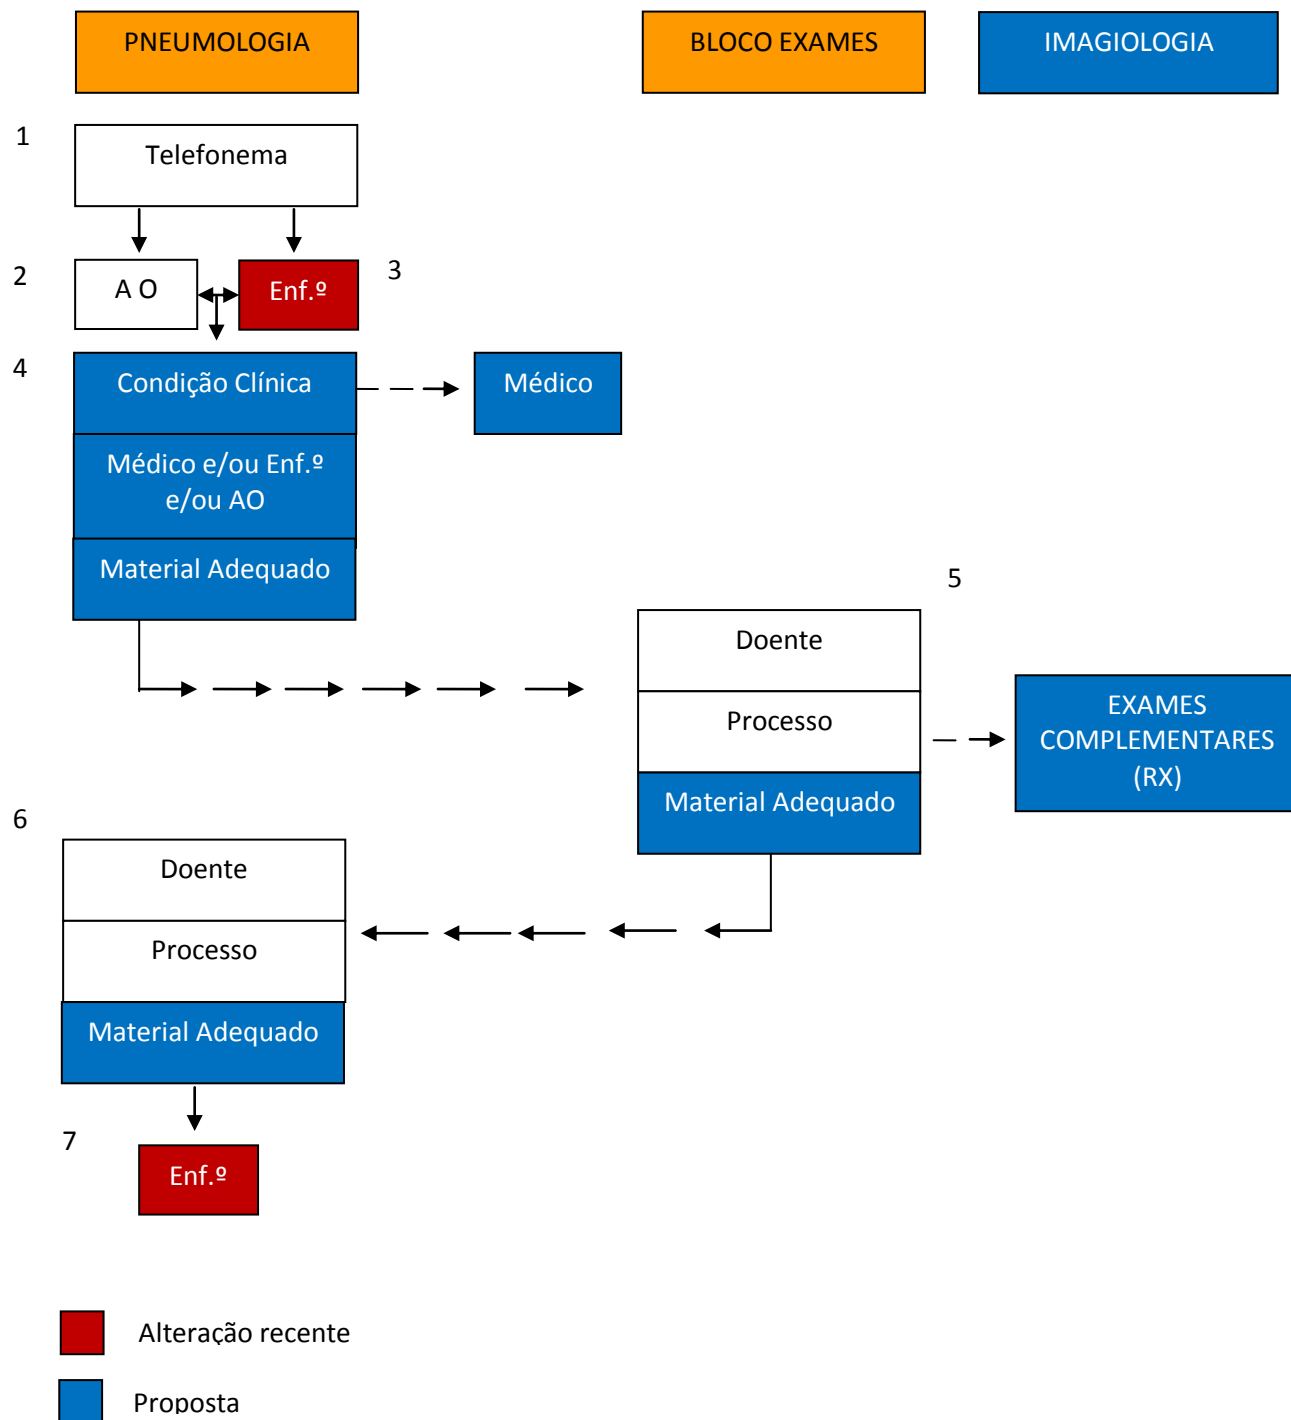 PNEUMOLOGIA
BLOCO EXAMES
IMAGIOLOGIA
1
Telefonema
2
A O
Enf.º
3
4
Condição Clínica
Médico
Médico e/ou Enf.º
e/ou AO
Material Adequado
5
Doente
Processo
Material Adequado
EXAMES
COMPLEMENTARES
(RX)
6
Doente
Processo
Material Adequado
7
Enf.º
Alteração recente
Proposta